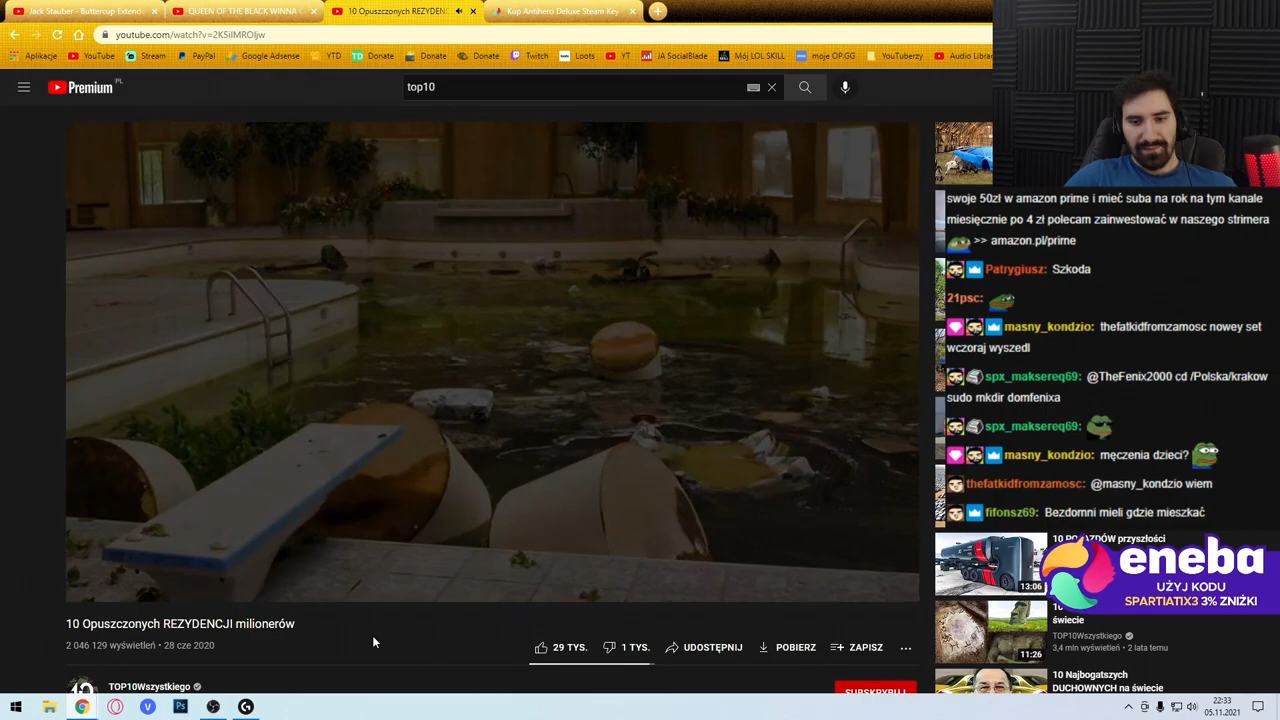 Jack Stauber - Buttercup Extende
QUEEN OF THE BLACK WINNA C
10 Opuszczonych REZYDENC
Kup Antihero Deluxe Steam Key
youtube.com/watch?v=2K5iIMROljw
Aplikacje
YouTube
Stream
PayPal
Google Adsense
YTD
Donate
Donate
Donate
Twitch
Loots
YT
JA SocialBlade
Mój LOL SKILL
moje OP.GG
YouTuberzy
Audio Librar
Premium PL
top10
swoje 50zł w amazon prime i mieć suba na rok na tym kanale
miesięcznie po 4 zł polecam zainwestować w naszego strimera
>> amazon.pl/prime
Patrygiusz: Szkoda
21psc:
masny_kondzio: thefatkidfromzamosc nowey set
wczoraj wyszedl
spx_maksereq69: @TheFenix2000 cd /Polska/krakow
sudo mkdir domfenixa
spx_maksereq69:
masny_kondzio: męczenia dzieci?
thefatkidfromzamosc: @masny_kondzio wiem
fifonsz69: Bezdomni mieli gdzie mieszkać
eneba
UŻYJ KODU
SPARTIATIX3 3% ZNIŻKI
13:06
świecie
TOP10Wszystkiego
3,4 mln wyświetleń • 2 lata temu
11:26
10 Najbogatszych
DUCHOWNYCH na świecie
10 Opuszczonych REZYDENCJI milionerów
2 046 129 wyświetleń • 28 cze 2020
29 TYS.
1 TYS.
UDOSTĘPNIJ
POBIERZ
ZAPISZ
TOP10Wszystkiego
SUBSKRYBUJ
22:33
05.11.2021